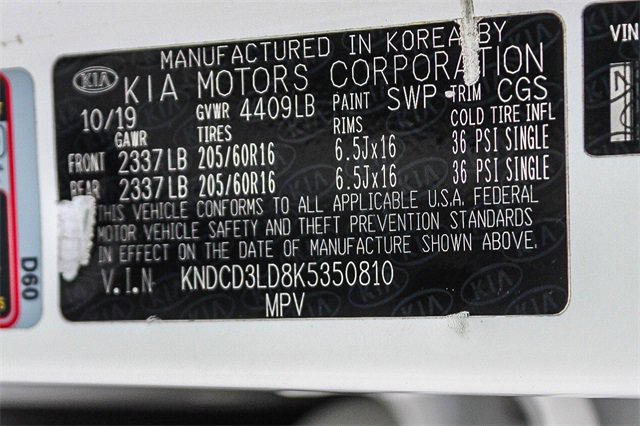 MANUFACTURED IN KOREA BY
KIA KIA MOTORS CORPORATION
10/19 GVWR 4409LB PAINT SWP TRIM CGS
GAWR TIRES RIMS COLD TIRE INFL
FRONT 2337LB 205/60R16 6.5Jx16 36 PSI SINGLE
REAR 2337LB 205/60R16 6.5Jx16 36 PSI SINGLE
THIS VEHICLE CONFORMS TO ALL APPLICABLE U.S.A. FEDERAL
MOTOR VEHICLE SAFETY AND THEFT PREVENTION STANDARDS
IN EFFECT ON THE DATE OF MANUFACTURE SHOWN ABOVE.
V.I.N KNDCD3LD8K5350810
MPV
D60
VIN